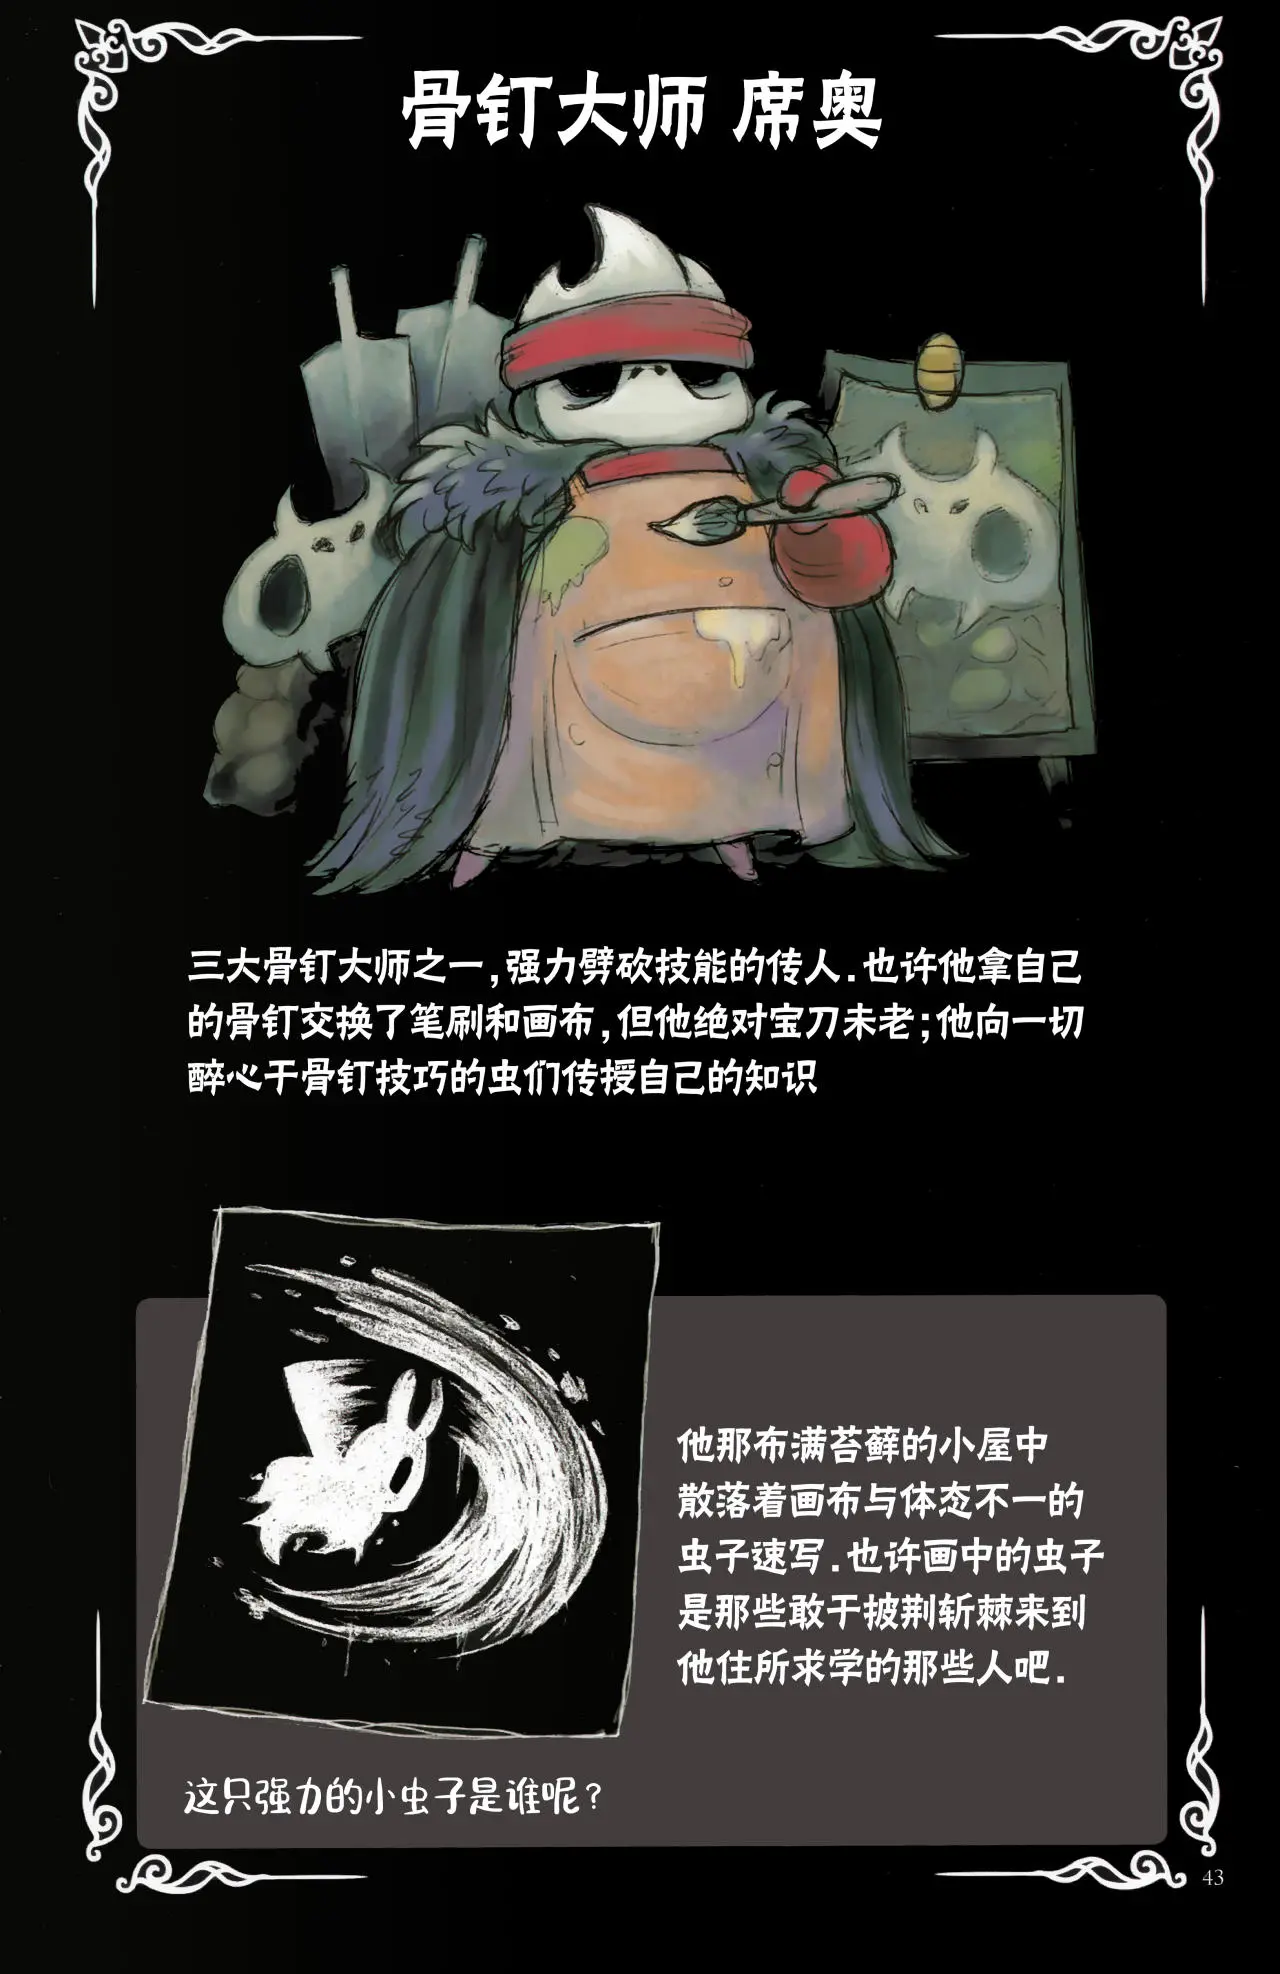 骨钉大师 席奥
三大骨钉大师之一,强力劈砍技能的传人.也许他拿自己
的骨钉交换了笔刷和画布,但他绝对宝刀未老;他向一切
醉心于骨钉技巧的虫们传授自己的知识
他那布满苔藓的小屋中
散落着画布与体态不一的
虫子速写.也许画中的虫子
是那些敢于披荆斩棘来到
他住所求学的那些人吧.
这只强力的小虫子是谁呢?
43